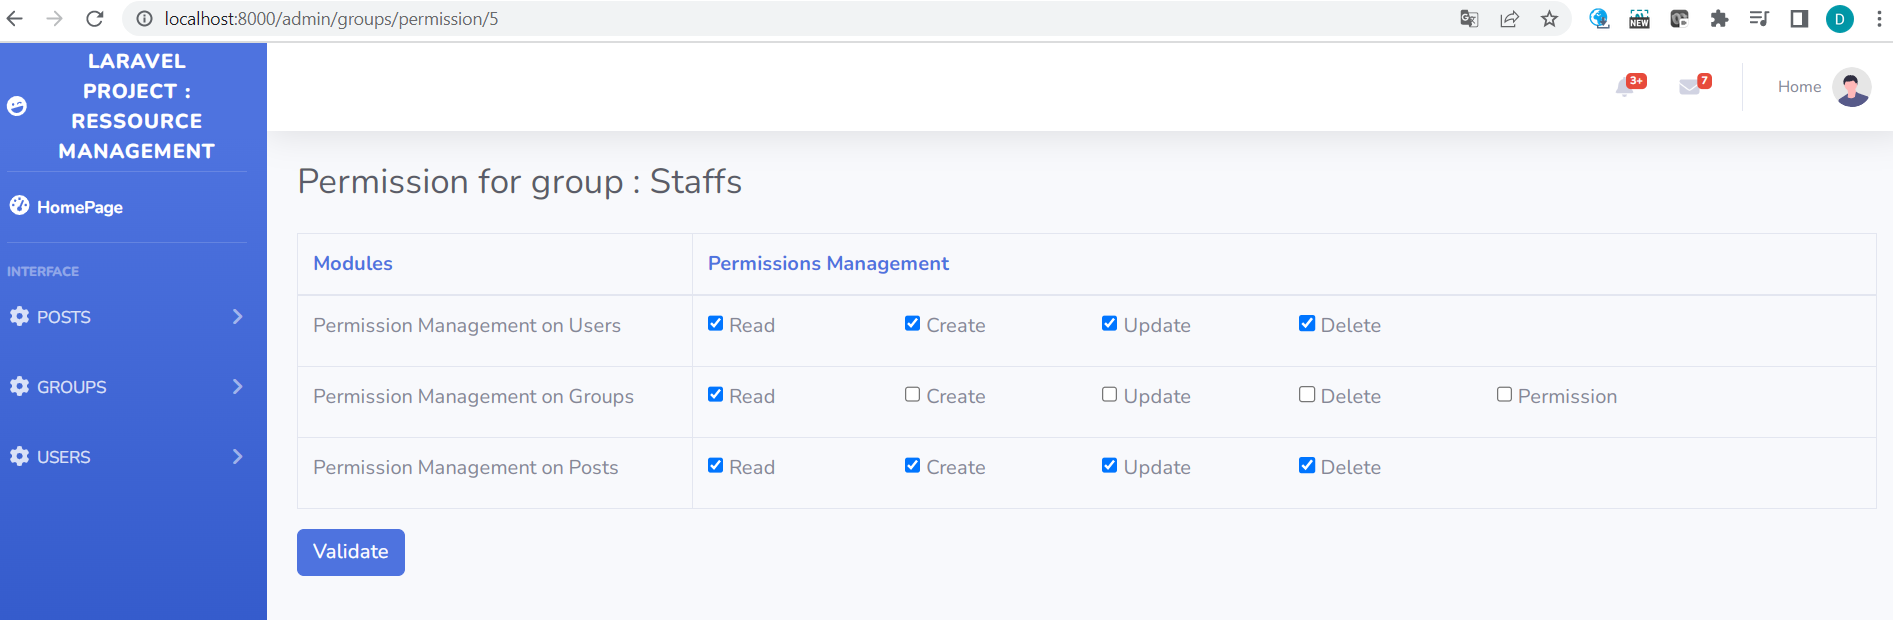 localhost:8000/admin/groups/permission/5
NEW
D
LARAVEL
PROJECT :
RESSOURCE
MANAGEMENT
3+
7
Home
HomePage
INTERFACE
POSTS
GROUPS
USERS
Permission for group : Staffs
Modules Permissions Management
Permission Management on Users Read Create Update Delete
Permission Management on Groups Read Create Update Delete Permission
Permission Management on Posts Read Create Update Delete
Validate